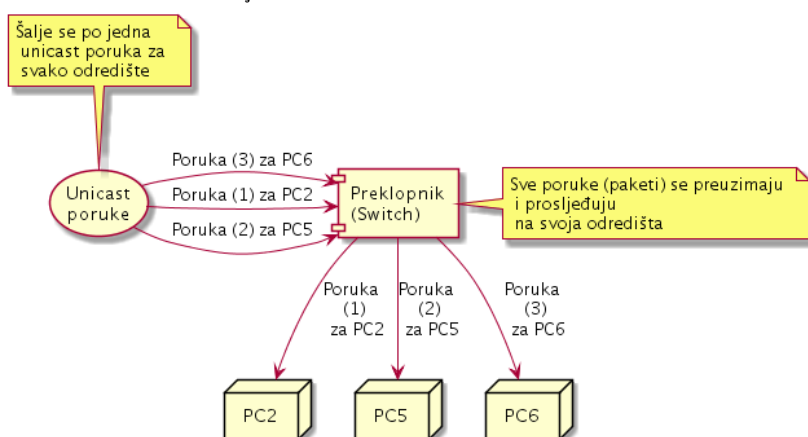 Šalje se po jedna
unicast poruka za
svako odredište
Poruka (3) za PC6
Unicast
poruke
Poruka (1) za PC2
Preklopnik
(Switch)
Sve poruke (paketi) se preuzimaju
i prosljeđuju
na svoja odredišta
Poruka (2) za PC5
Poruka
(1)
za PC2
Poruka
(2)
za PC5
Poruka
(3)
za PC6
PC2
PC5
PC6